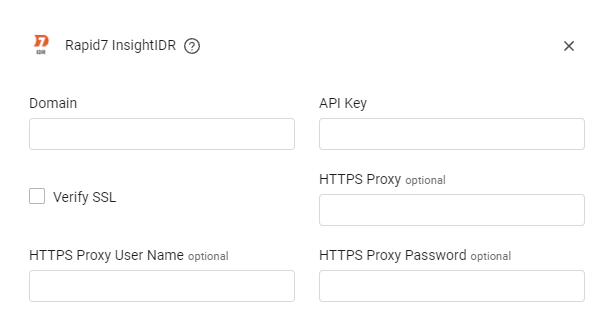 IDR
Rapid7 InsightIDR ?
Domain
API Key
Verify SSL
HTTPS Proxy optional
HTTPS Proxy User Name optional
HTTPS Proxy Password optional